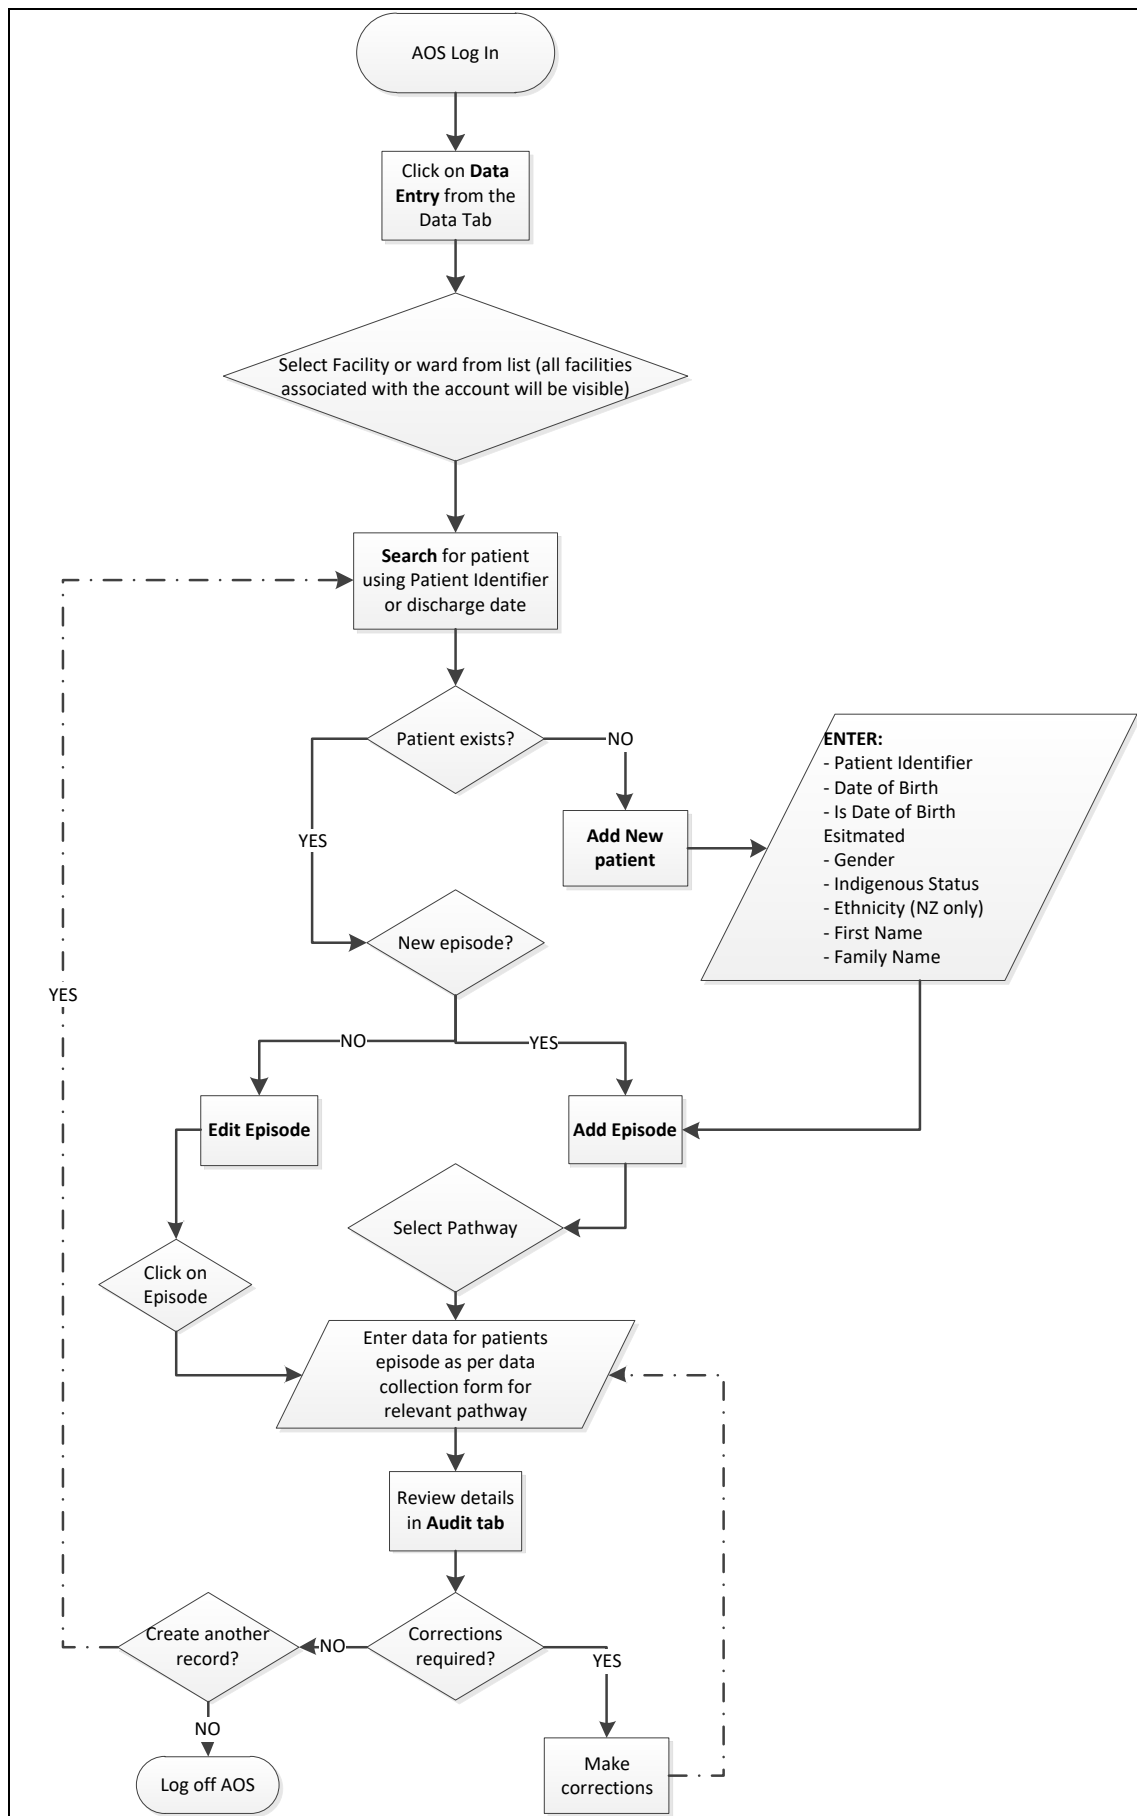 AOS Log In
Click on Data
Entry from the
Data Tab
Select Facility or ward from list (all facilities
associated with the account will be visible)
Search for patient
using Patient Identifier
or discharge date
Patient exists?
NO
YES
Add New
patient
ENTER:
- Patient Identifier
- Date of Birth
- Is Date of Birth
Esitmated
- Gender
- Indigenous Status
- Ethnicity (NZ only)
- First Name
- Family Name
New episode?
YES
NO
YES
Edit Episode
Add Episode
Select Pathway
Click on
Episode
Enter data for patients
episode as per data
collection form for
relevant pathway
Review details
in Audit tab
Corrections
required?
NO
YES
Create another
record?
NO
Make
corrections
Log off AOS